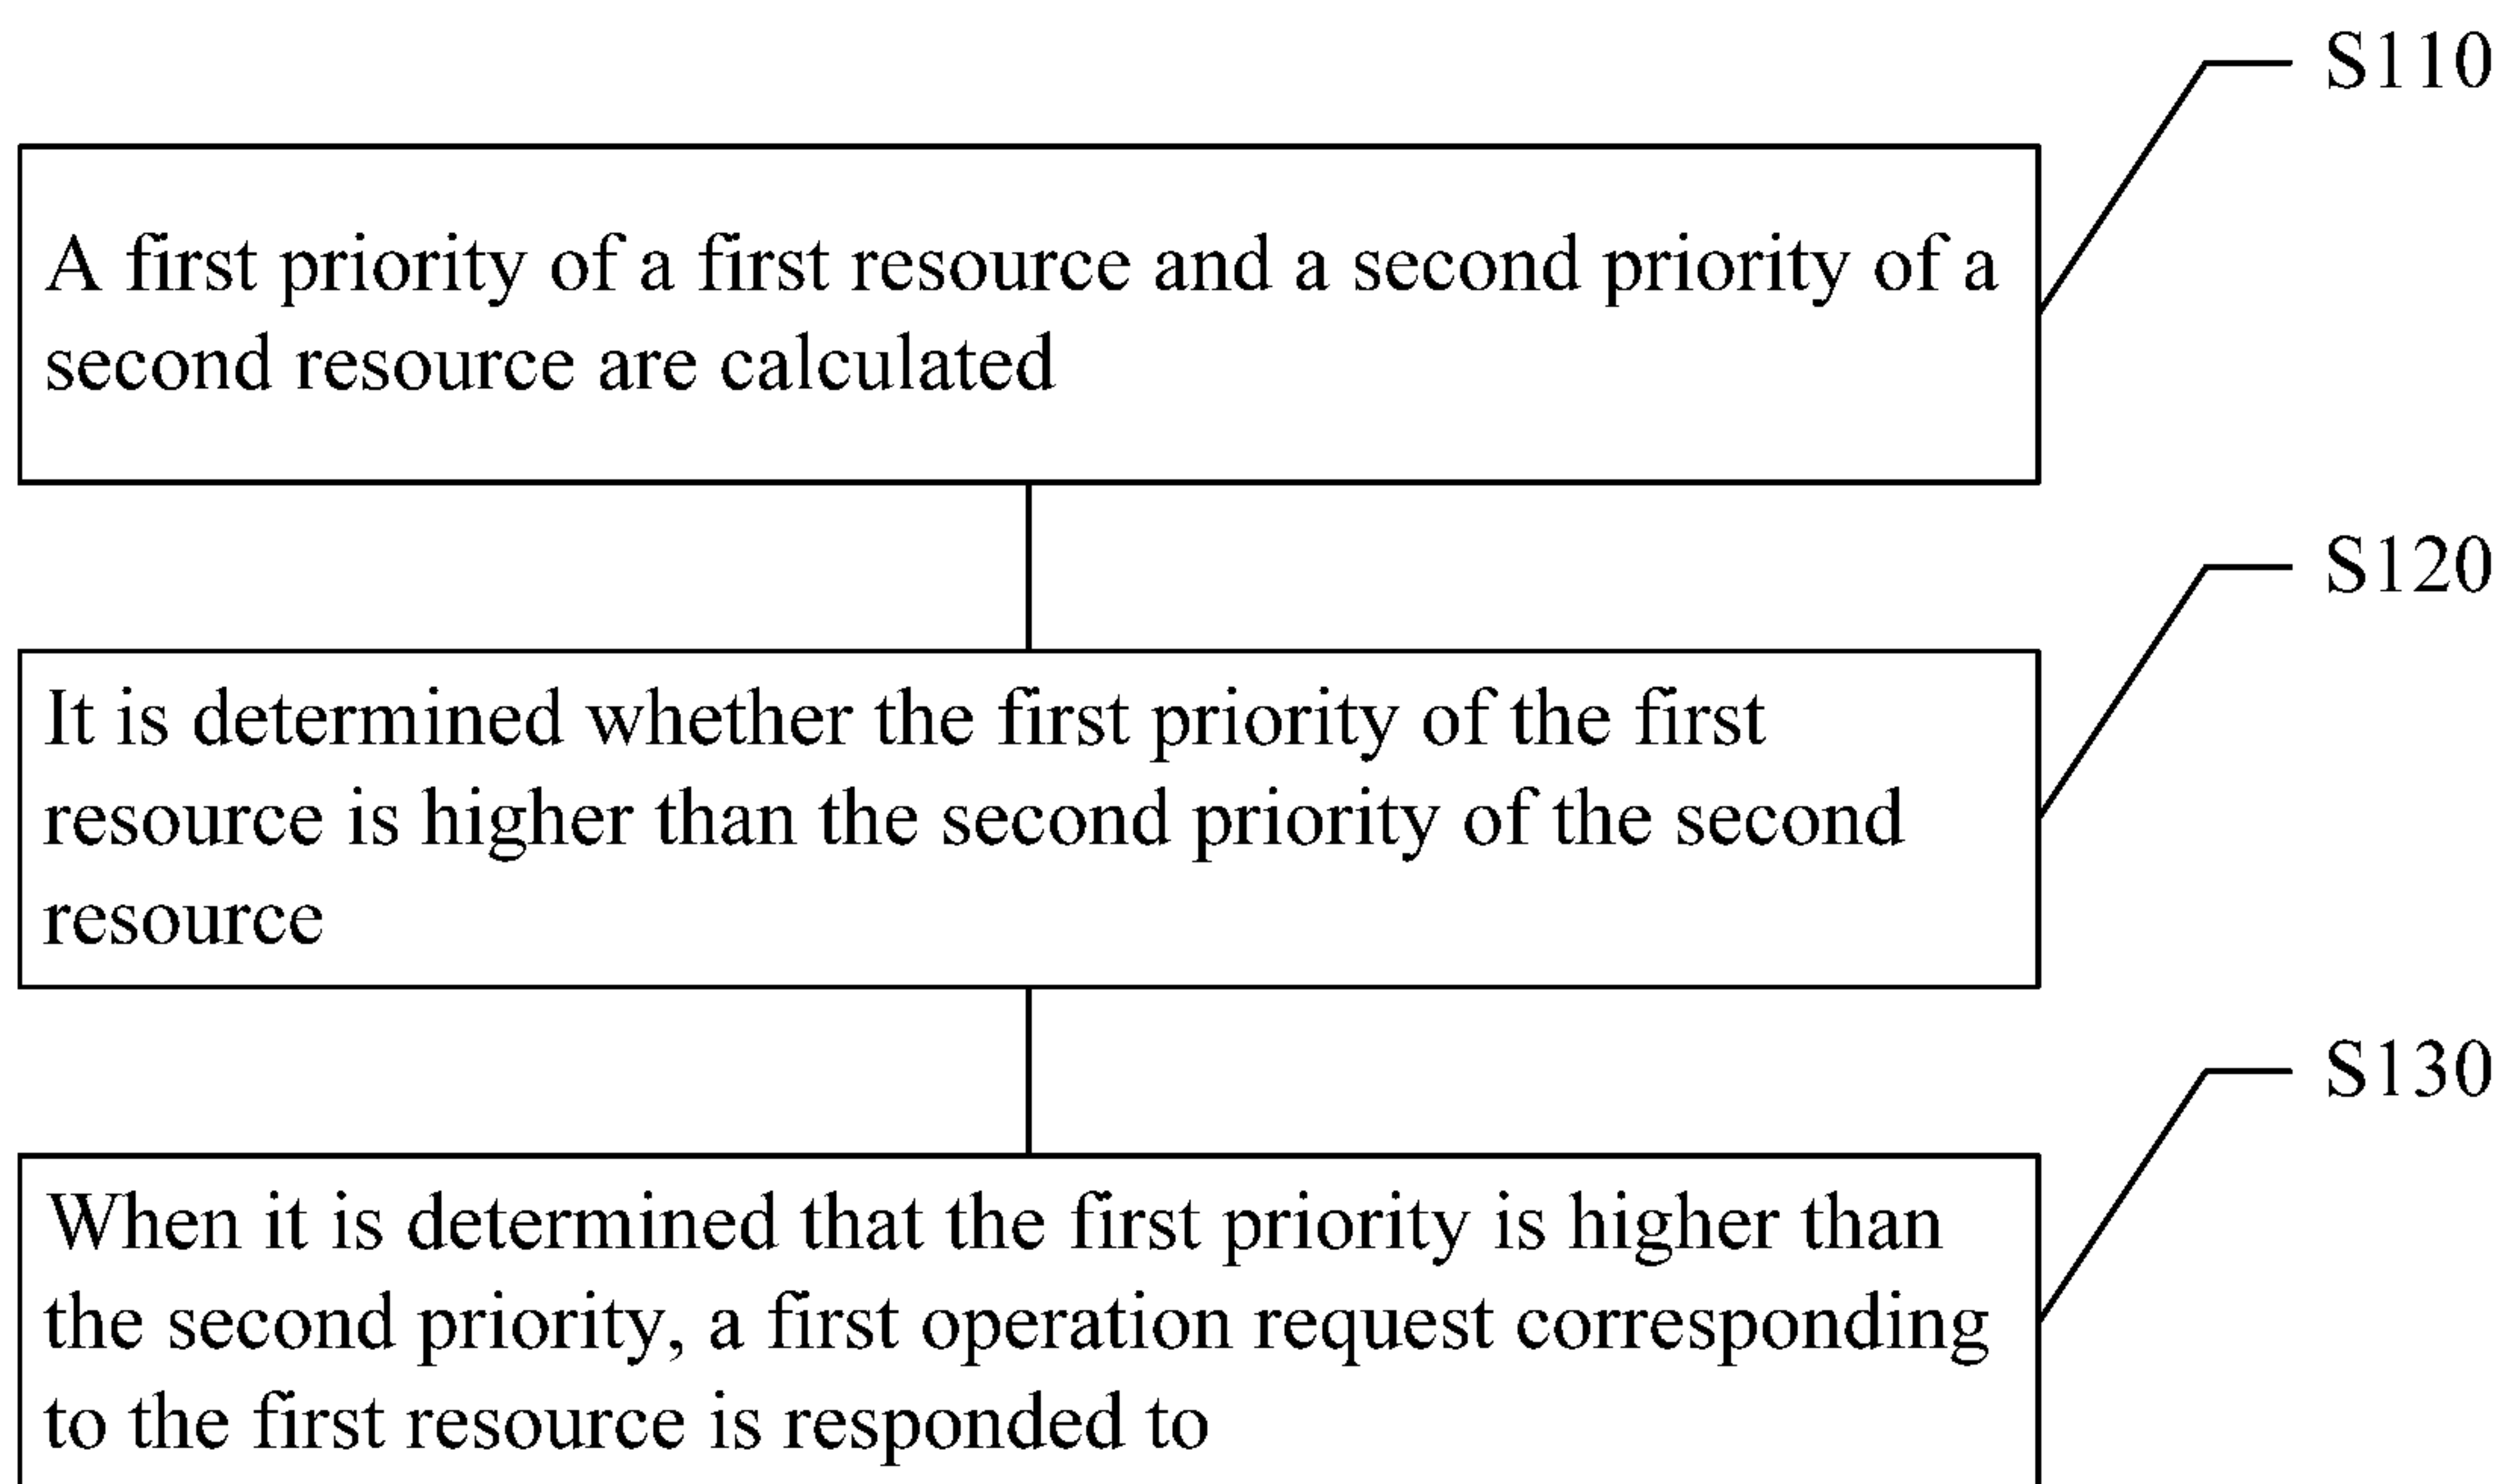 S110
A first priority of a first resource and a second priority of a
second resource are calculated
S120
It is determined whether the first priority of the first
resource is higher than the second priority of the second
resource
S130
When it is determined that the first priority is higher than
the second priority, a first operation request corresponding
to the first resource is responded to